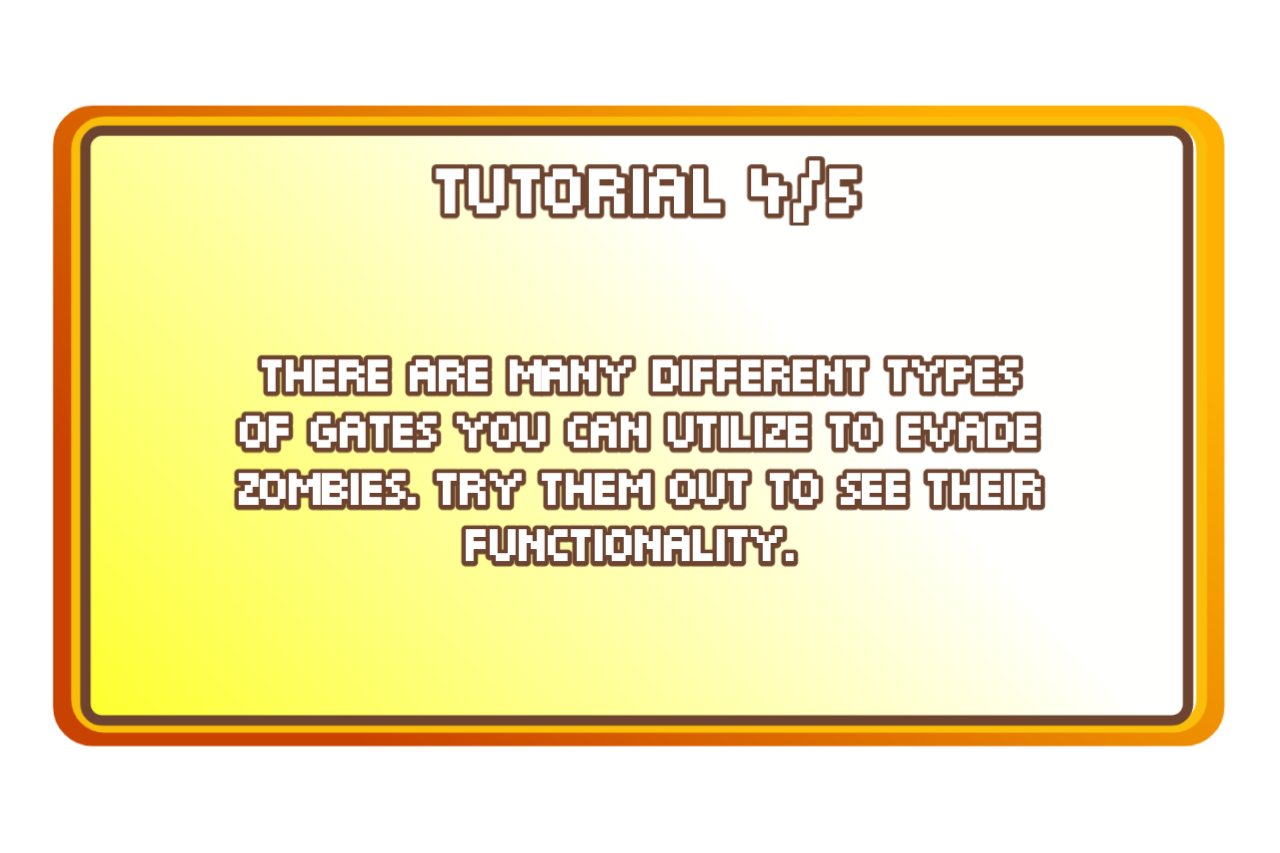 TUTORIAL 4/5
THERE ARE MANY DIFFERENT TYPES
OF GATES YOU CAN UTILIZE TO EVADE
ZOMBIES. TRY THEM OUT TO SEE THEIR
FUNCTIONALITY.